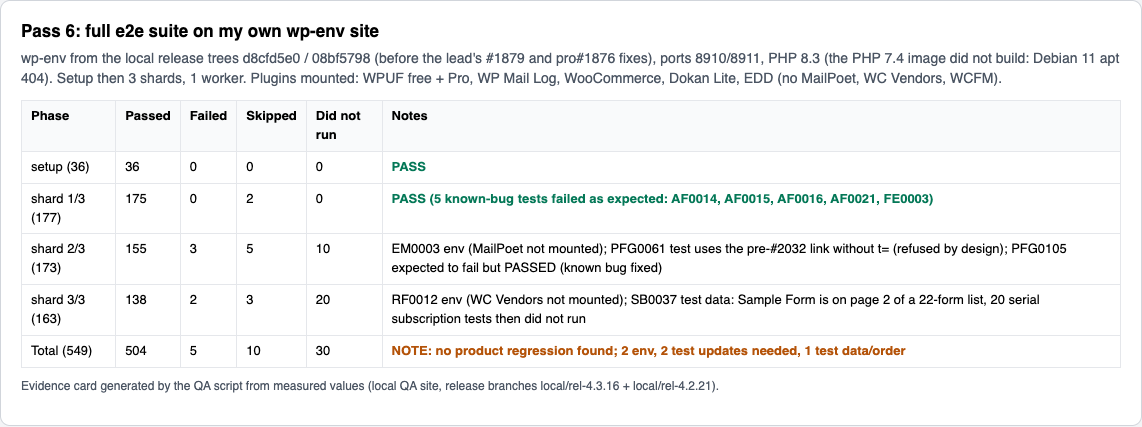 Pass 6: full e2e suite on my own wp-env site
wp-env from the local release trees d8cfd5e0 / 08bf5798 (before the lead's #1879 and pro#1876 fixes), ports 8910/8911, PHP 8.3 (the PHP 7.4 image did not build: Debian 11 apt
404). Setup then 3 shards, 1 worker. Plugins mounted: WPUF free + Pro, WP Mail Log, WooCommerce, Dokan Lite, EDD (no MailPoet, WC Vendors, WCFM).
Phase Passed Failed Skipped Did not run Notes
setup (36) 36 0 0 0 PASS
shard 1/3 (177) 175 0 2 0 PASS (5 known-bug tests failed as expected: AF0014, AF0015, AF0016, AF0021, FE0003)
shard 2/3 (173) 155 3 5 10 EM0003 env (MailPoet not mounted); PFG0061 test uses the pre-#2032 link without t= (refused by design); PFG0105
expected to fail but PASSED (known bug fixed)
shard 3/3 (163) 138 2 3 20 RF0012 env (WC Vendors not mounted); SB0037 test data: Sample Form is on page 2 of a 22-form list, 20 serial
subscription tests then did not run
Total (549) 504 5 10 30 NOTE: no product regression found; 2 env, 2 test updates needed, 1 test data/order
Evidence card generated by the QA script from measured values (local QA site, release branches local/rel-4.3.16 + local/rel-4.2.21).